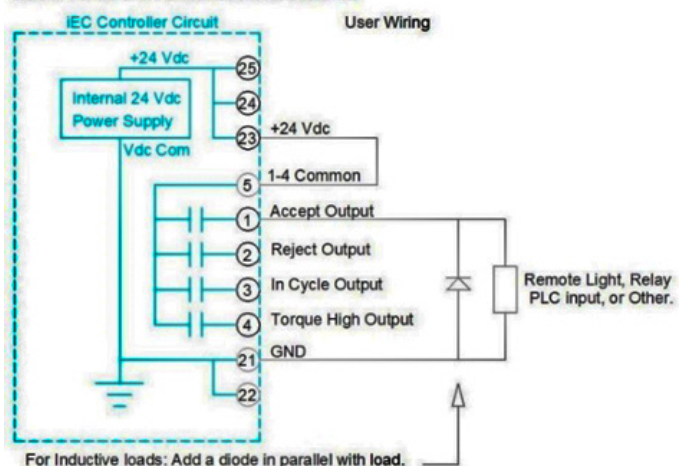 iEC Controller Circuit
User Wiring
+24 Vdc
25
Internal 24 Vdc
Power Supply
24
23
+24 Vdc
Vdc Com
5
1-4 Common
1
Accept Output
2
Reject Output
3
In Cycle Output
4
Torque High Output
Remote Light, Relay
PLC input, or Other.
21
GND
22
For Inductive loads: Add a diode in parallel with load.